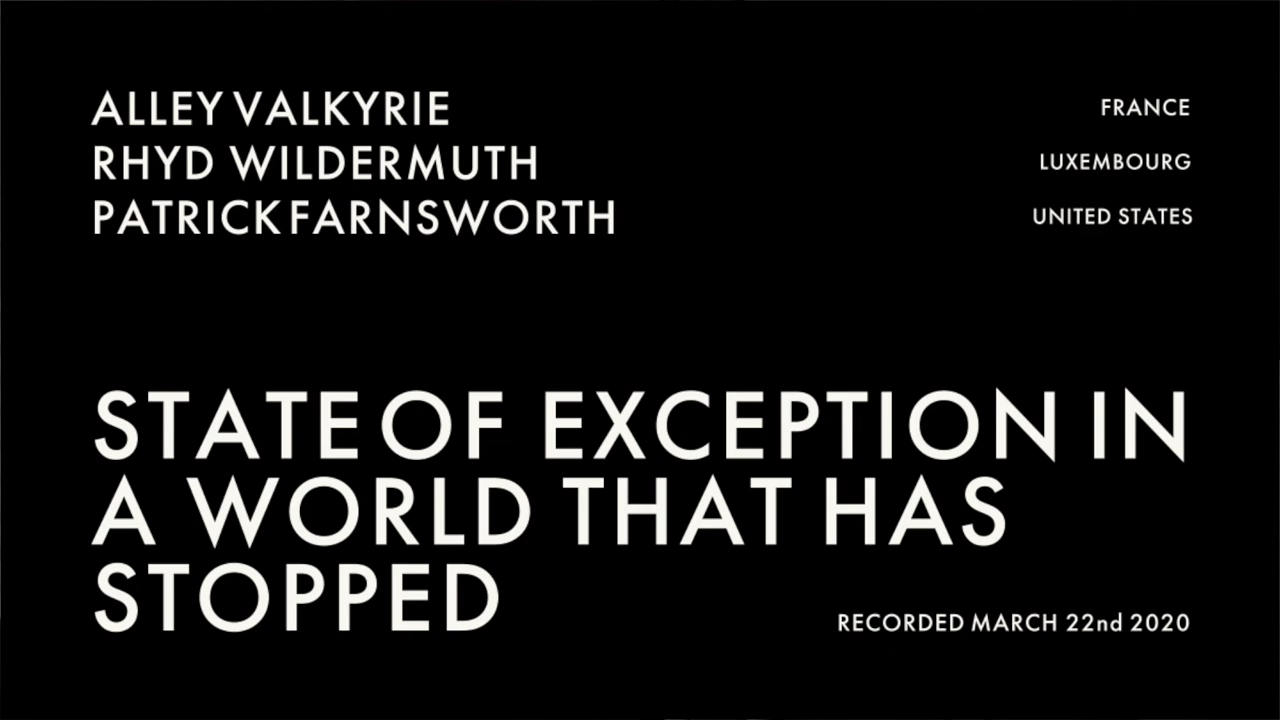 ALLEY VALKYRIE
FRANCE
RHYD WILDERMUTH
LUXEMBOURG
PATRICK FARNSWORTH
UNITED STATES
STATE OF EXCEPTION IN
A WORLD THAT HAS
STOPPED
RECORDED MARCH 22nd 2020